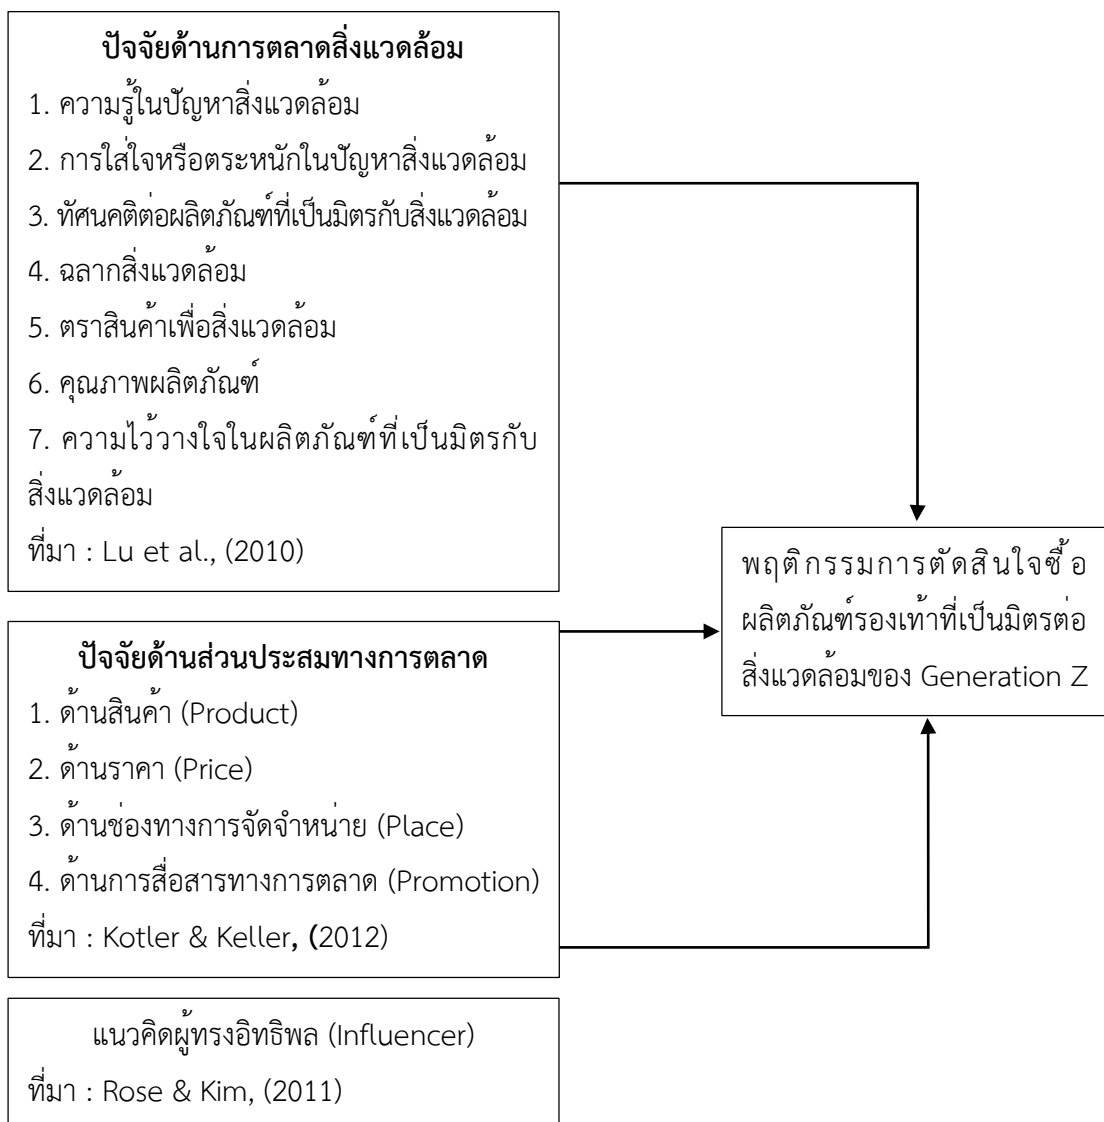 ปัจจัยด้านการตลาดสิ่งแวดล้อม
1. ความรู้ในปัญหาสิ่งแวดล้อม
2. การใส่ใจหรือตระหนักในปัญหาสิ่งแวดล้อม
3. ทัศนคติต่อผลิตภัณฑ์ที่เป็นมิตรกับสิ่งแวดล้อม
4. ฉลากสิ่งแวดล้อม
5. ตราสินค้าเพื่อสิ่งแวดล้อม
6. คุณภาพผลิตภัณฑ์
7. ความไว้วางใจในผลิตภัณฑ์ที่เป็นมิตรกับ
สิ่งแวดล้อม
ที่มา : Lu et al., (2010)
ปัจจัยด้านส่วนประสมทางการตลาด
1. ด้านสินค้า (Product)
2. ด้านราคา (Price)
3. ด้านช่องทางการจัดจำหน่าย (Place)
4. ด้านการสื่อสารทางการตลาด (Promotion)
ที่มา : Kotler & Keller, (2012)
แนวคิดผู้ทรงอิทธิพล (Influencer)
ที่มา : Rose & Kim, (2011)
พฤติกรรมการตัดสินใจซื้อ
ผลิตภัณฑ์รองเท้าที่เป็นมิตรต่อ
สิ่งแวดล้อมของ Generation Z